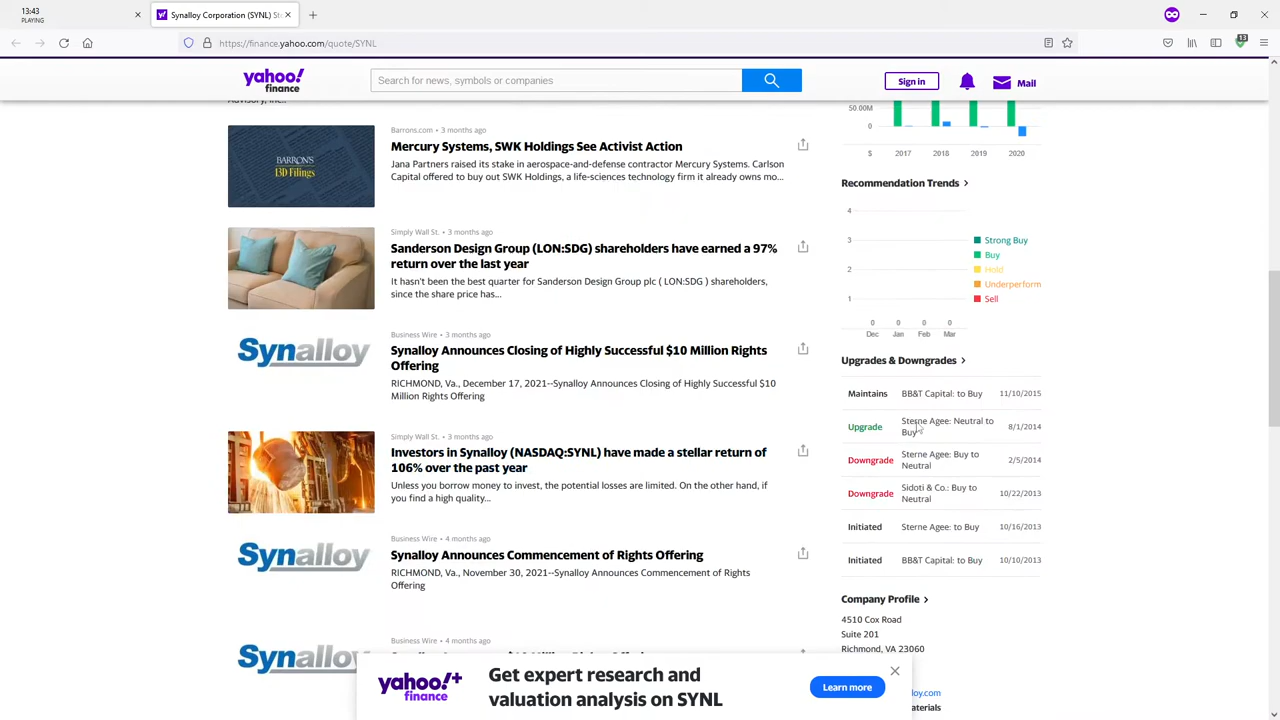 13:43
PLAYING
Synalloy Corporation (SYNL) St
https://finance.yahoo.com/quote/SYNL
13
yahoo!
finance
Search for news, symbols or companies
Sign in
Mail
Advisory, Inc..
Barrons.com • 3 months ago
Mercury Systems, SWK Holdings See Activist Action
Jana Partners raised its stake in aerospace-and-defense contractor Mercury Systems. Carlson
Capital offered to buy out SWK Holdings, a life-sciences technology firm it already owns mo...
BARRON'S
13D Filings
Simply Wall St. • 3 months ago
Sanderson Design Group (LON:SDG) shareholders have earned a 97%
return over the last year
It hasn't been the best quarter for Sanderson Design Group plc ( LON:SDG ) shareholders,
since the share price has...
Synalloy
Business Wire • 3 months ago
Synalloy Announces Closing of Highly Successful $10 Million Rights
Offering
RICHMOND, Va., December 17, 2021--Synalloy Announces Closing of Highly Successful $10
Million Rights Offering
Simply Wall St. • 3 months ago
Investors in Synalloy (NASDAQ:SYNL) have made a stellar return of
106% over the past year
Unless you borrow money to invest, the potential losses are limited. On the other hand, if
you find a high quality...
Synalloy
Business Wire • 4 months ago
Synalloy Announces Commencement of Rights Offering
RICHMOND, Va., November 30, 2021--Synalloy Announces Commencement of Rights
Offering
Synalloy
Business Wire • 4 months ago
50.00M
0
$ 2017 2018 2019 2020
Recommendation Trends
4
3
2
1
Strong Buy
Buy
Hold
Underperform
Sell
0 0 0 0
Dec Jan Feb Mar
Upgrades & Downgrades
Maintains BB&T Capital: to Buy 11/10/2015
Upgrade Sterne Agee: Neutral to Buy 8/1/2014
Downgrade Sterne Agee: Buy to Neutral 2/5/2014
Downgrade Sidoti & Co.: Buy to Neutral 10/22/2013
Initiated Sterne Agee: to Buy 10/16/2013
Initiated BB&T Capital: to Buy 10/10/2013
Company Profile
4510 Cox Road
Suite 201
Richmond, VA 23060
loy.com
aterials
yahoo!+
finance
Get expert research and
valuation analysis on SYNL
Learn more